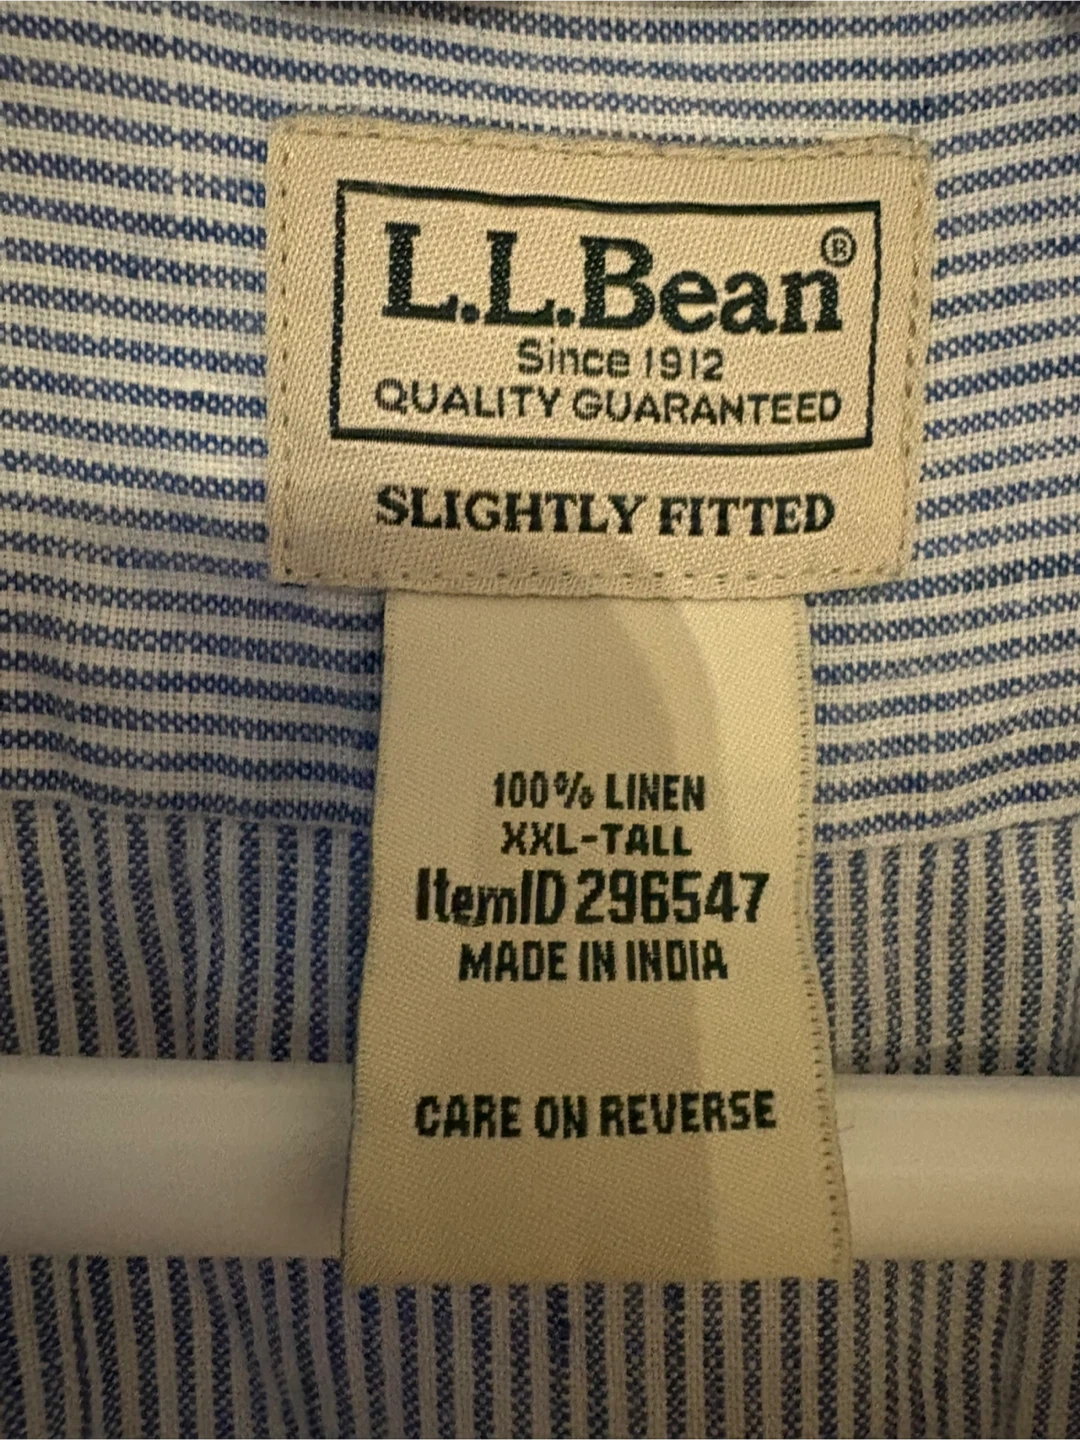 L.L.Bean®
Since 1912
QUALITY GUARANTEED
SLIGHTLY FITTED
100% LINEN
XXL-TALL
ItemID 296547
MADE IN INDIA
CARE ON REVERSE